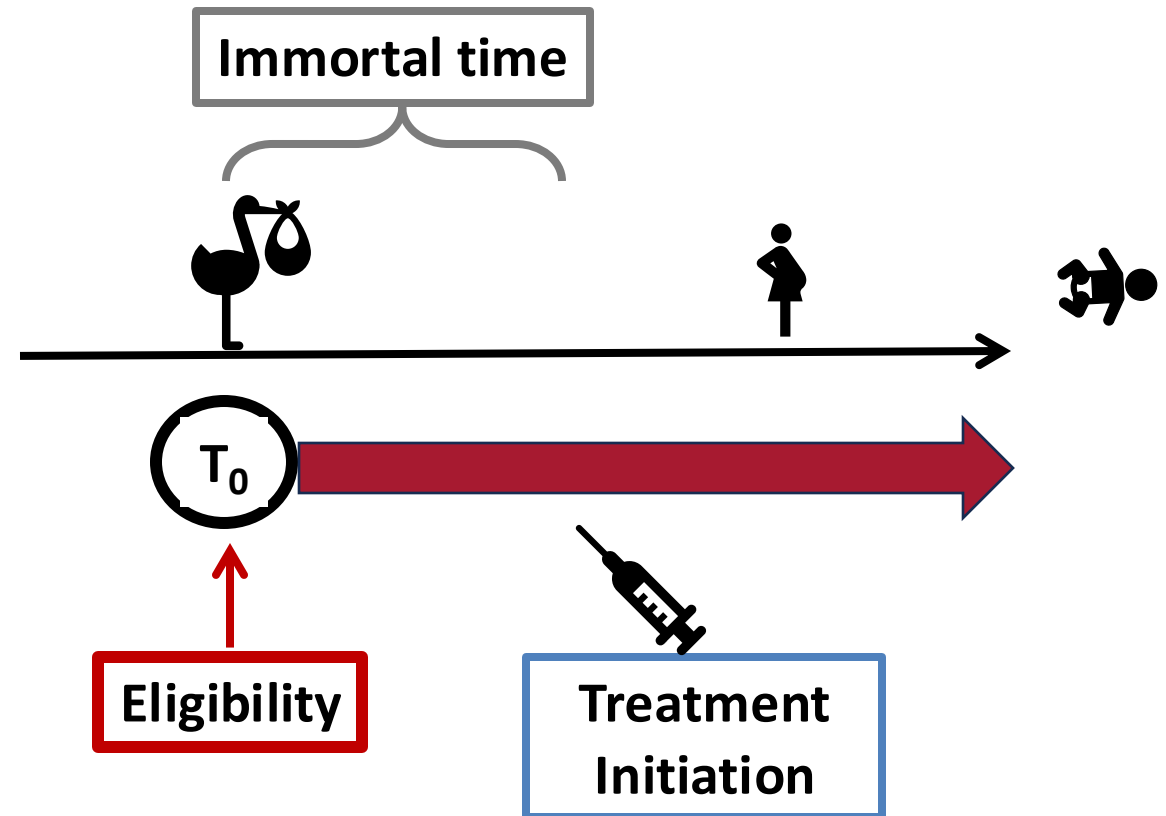 Immortal time
T₀
Eligibility
Treatment
Initiation